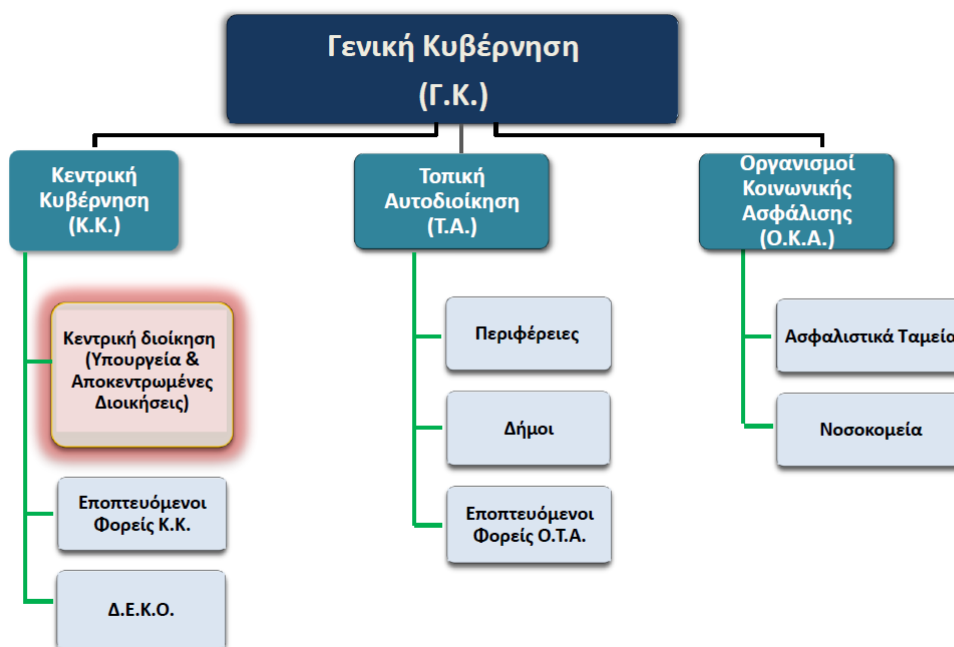 Γενική Κυβέρνηση
(Γ.Κ.)
Κεντρική
Κυβέρνηση
(Κ.Κ.)
Τοπική
Αυτοδιοίκηση
(Τ.Α.)
Οργανισμοί
Κοινωνικής
Ασφάλισης
(Ο.Κ.Α.)
Κεντρική διοίκηση
(Υπουργεία &
Αποκεντρωμένες
Διοικήσεις)
Εποπτευόμενοι
Φορείς Κ.Κ.
Δ.Ε.Κ.Ο.
Περιφέρειες
Δήμοι
Εποπτευόμενοι
Φορείς Ο.Τ.Α.
Ασφαλιστικά Ταμεία
Νοσοκομεία